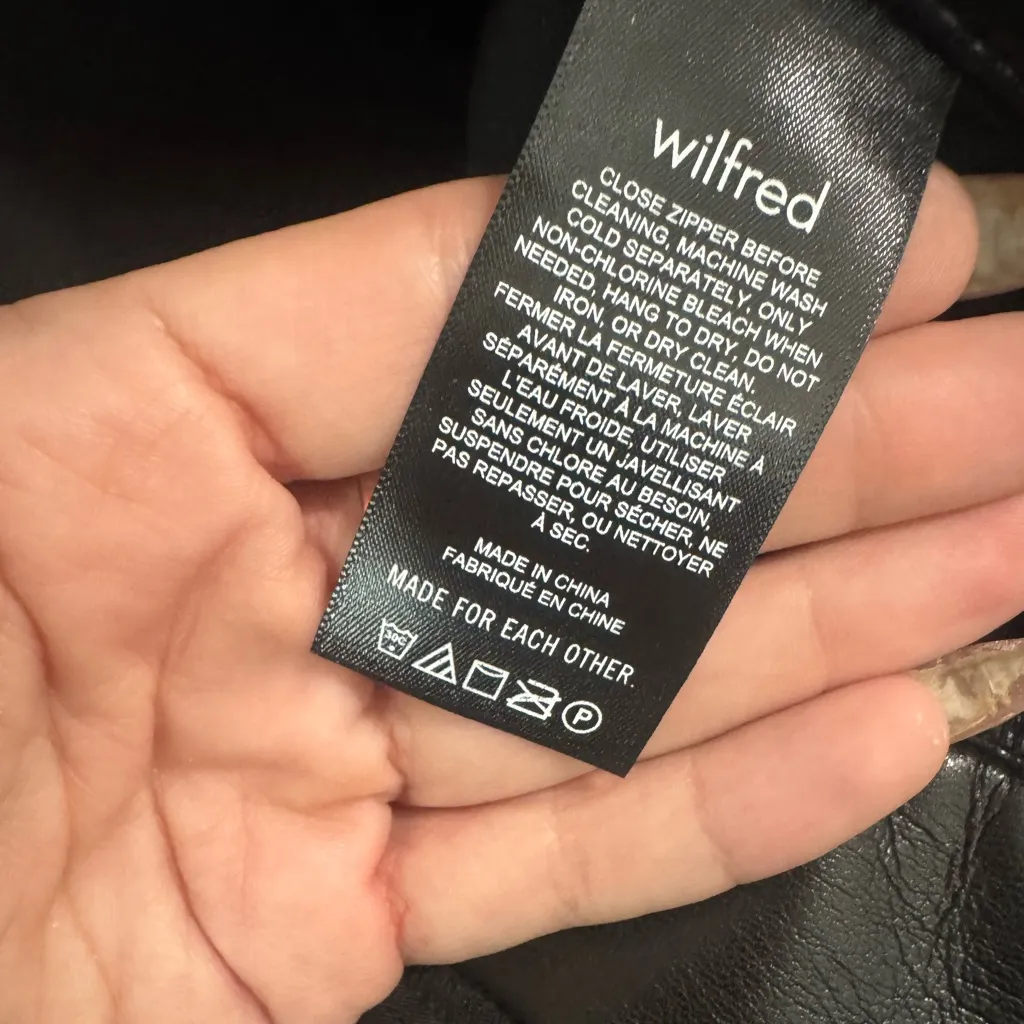 wilfred
CLOSE ZIPPER BEFORE
CLEANING, MACHINE WASH
COLD SEPARATELY, ONLY
NON-CHLORINE BLEACH WHEN
NEEDED, HANG TO DRY, DO NOT
IRON, OR DRY CLEAN.
FERMER LA FERMETURE ÉCLAIR
AVANT DE LAVER, LAVER
SÉPARÉMENT À LA MACHINE À
L'EAU FROIDE, UTILISER
SEULEMENT UN JAVELLISANT
SANS CHLORE AU BESOIN,
SUSPENDRE POUR SÉCHER, NE
PAS REPASSER, OU NETTOYER
À SEC.
MADE IN CHINA
FABRIQUÉ EN CHINE
MADE FOR EACH OTHER.
30C P